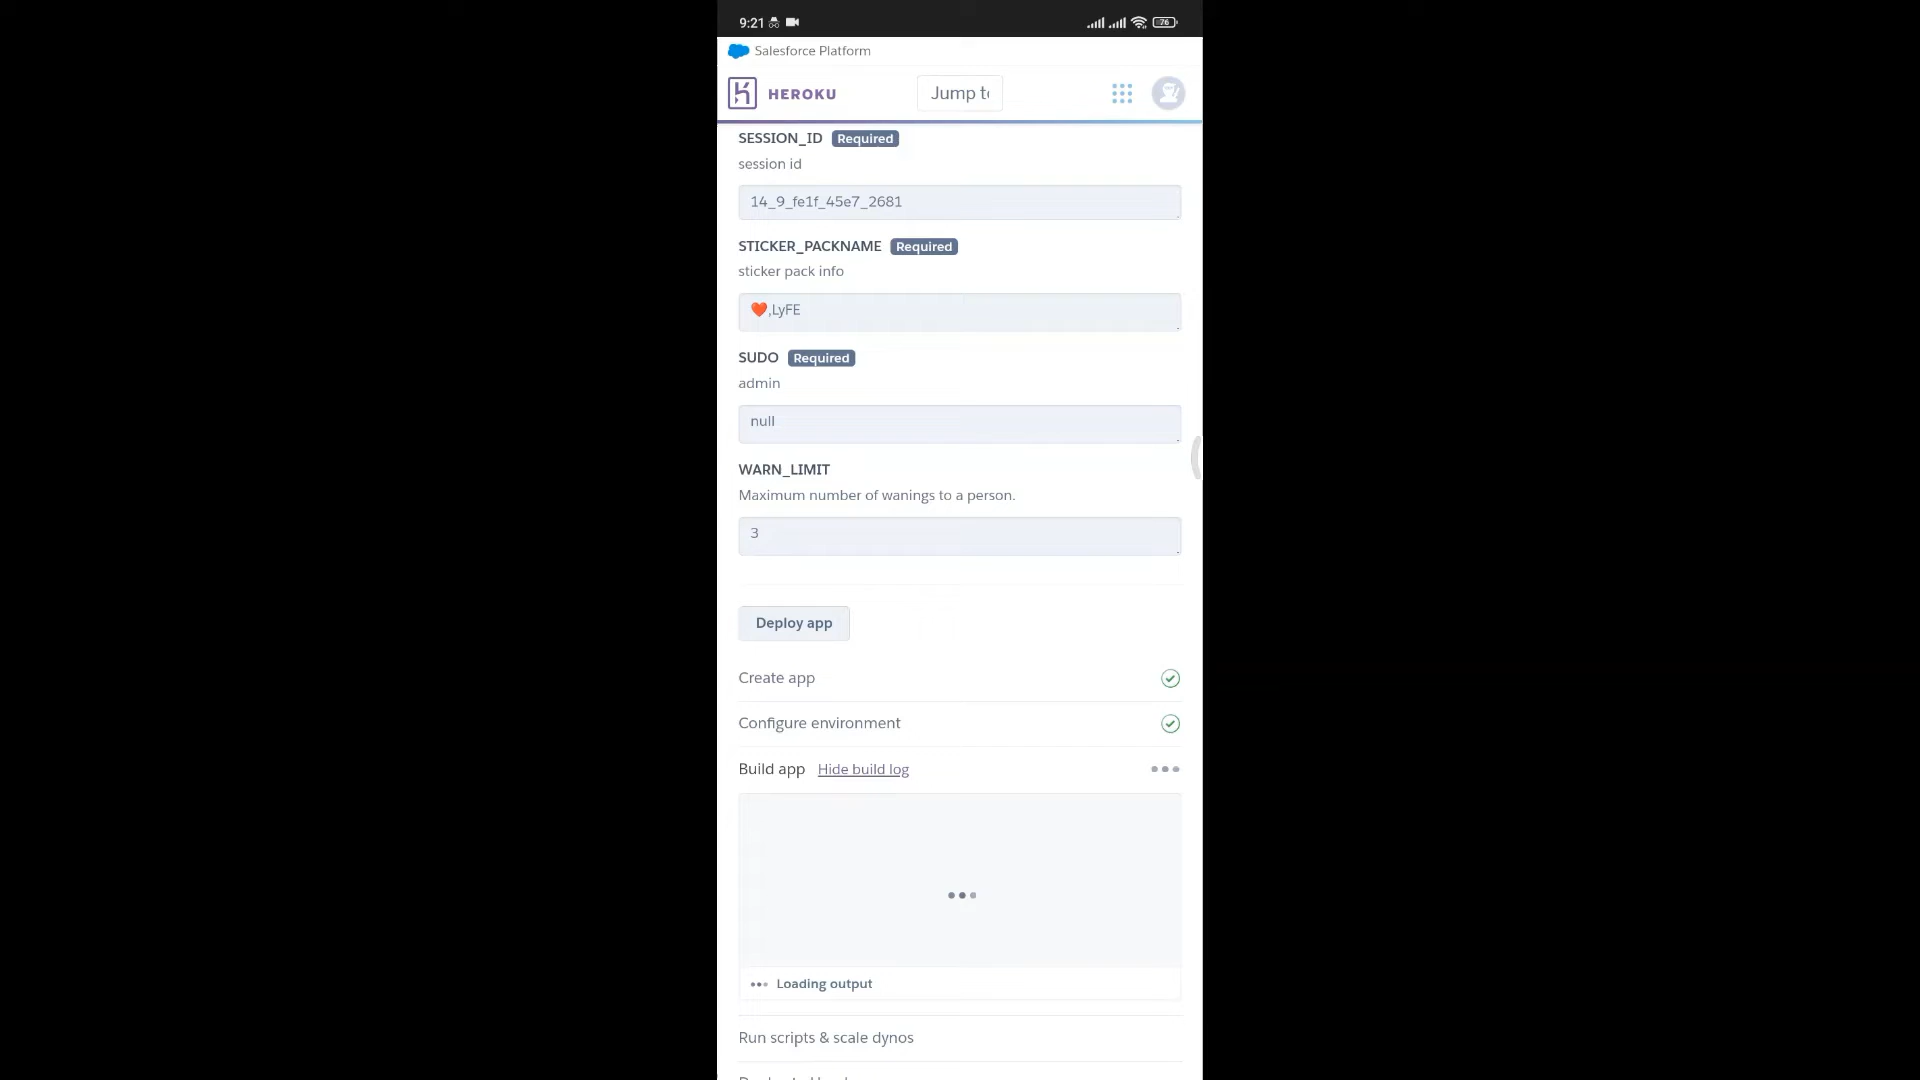 9:21
76
Salesforce Platform
HEROKU
Jump t
SESSION_ID Required
session id
14_9_fe1f_45e7_2681
STICKER_PACKNAME Required
sticker pack info
❤️,LyFE
SUDO Required
admin
null
WARN_LIMIT
Maximum number of wanings to a person.
3
Deploy app
Create app
Configure environment
Build app Hide build log
Loading output
Run scripts & scale dynos